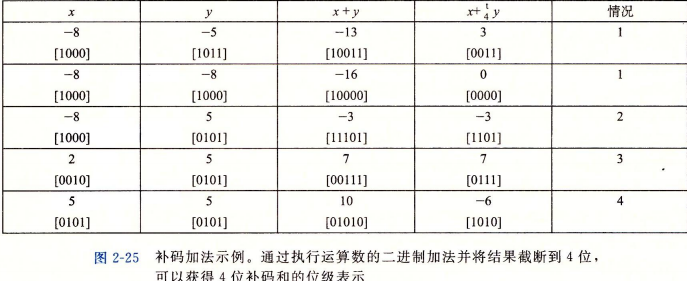 x y x+y x+ᵗ₄y 情况
−8 −5 −13 3 1
[1000] [1011] [10011] [0011]
−8 −8 −16 0 1
[1000] [1000] [10000] [0000]
−8 5 −3 −3 2
[1000] [0101] [11101] [1101]
2 5 7 7 3
[0010] [0101] [00111] [0111]
5 5 10 −6 4
[0101] [0101] [01010] [1010]
图 2-25 补码加法示例。通过执行运算数的二进制加法并将结果截断到 4 位，
可以获得 4 位补码和的位级表示